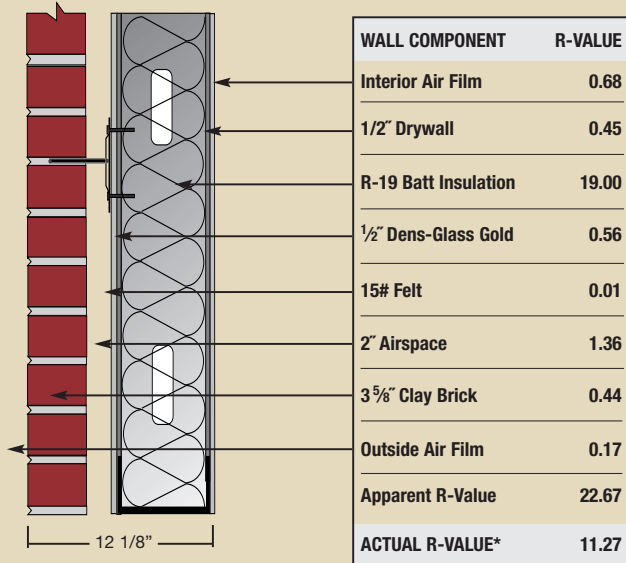 WALL COMPONENT R-VALUE
Interior Air Film 0.68
1/2″ Drywall 0.45
R-19 Batt Insulation 19.00
1/2″ Dens-Glass Gold 0.56
15# Felt 0.01
2″ Airspace 1.36
3 5/8″ Clay Brick 0.44
Outside Air Film 0.17
Apparent R-Value 22.67
ACTUAL R-VALUE* 11.27
12 1/8”